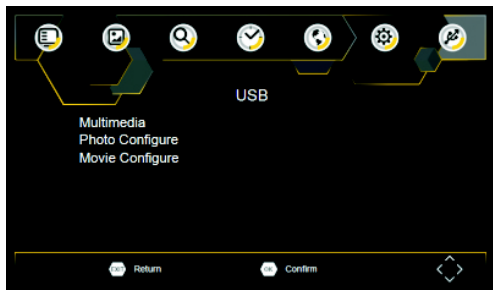 USB
Multimedia
Photo Configure
Movie Configure
EXIT Return
OK Confirm